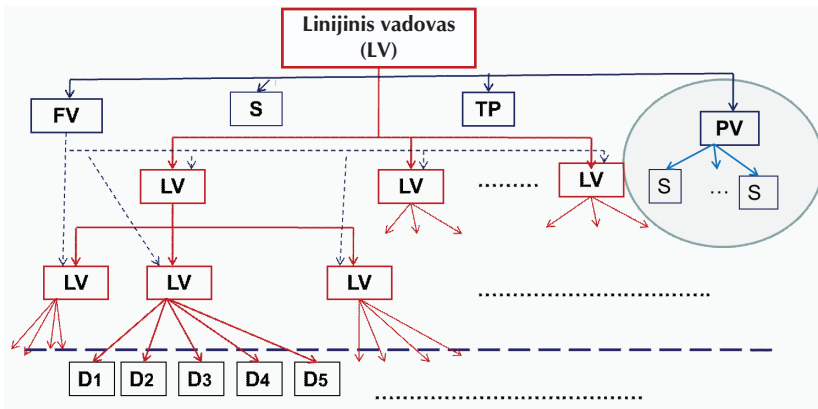 Linijinis vadovas
(LV)
FV
S
TP
PV
LV
LV
.........
LV
S
...
S
LV
LV
LV
D1
D2
D3
D4
D5